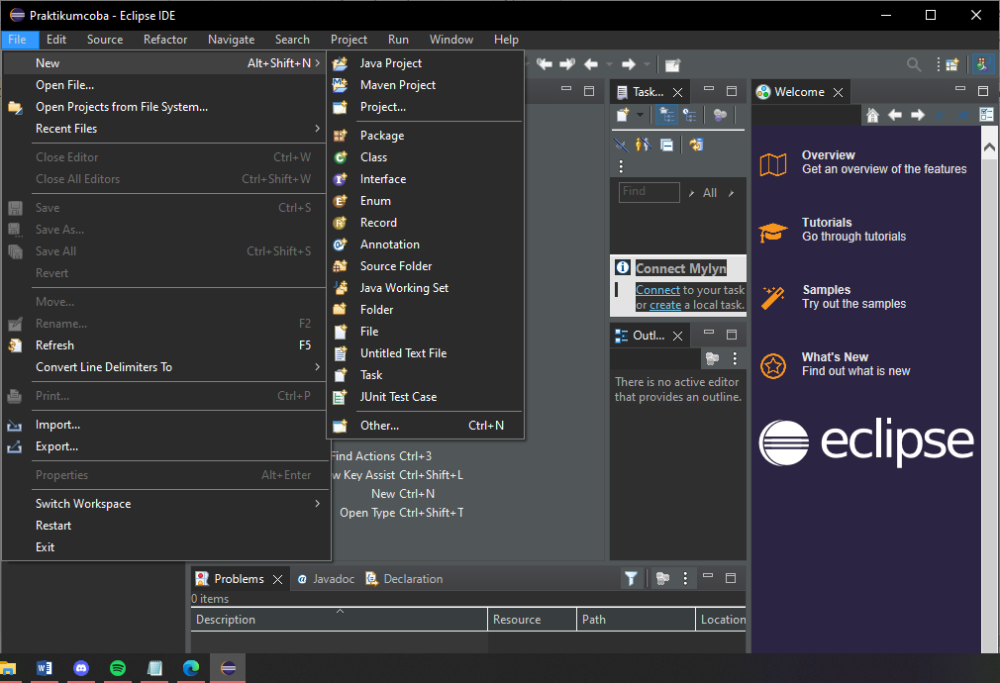 Praktikumcoba - Eclipse IDE
File Edit Source Refactor Navigate Search Project Run Window Help
New Alt+Shift+N
Open File...
Open Projects from File System...
Recent Files
Close Editor Ctrl+W
Close All Editors Ctrl+Shift+W
Save Ctrl+S
Save As...
Save All Ctrl+Shift+S
Revert
Move...
Rename... F2
Refresh F5
Convert Line Delimiters To
Print... Ctrl+P
Import...
Export...
Properties Alt+Enter
Switch Workspace
Restart
Exit
Java Project
Maven Project
Project...
Package
Class
Interface
Enum
Record
Annotation
Source Folder
Java Working Set
Folder
File
Untitled Text File
Task
JUnit Test Case
Other... Ctrl+N
Find Actions Ctrl+3
w Key Assist Ctrl+Shift+L
New Ctrl+N
Open Type Ctrl+Shift+T
Task...
Find All
Connect Mylyn
Connect to your task
or create a local task.
Outl...
There is no active editor
that provides an outline.
Welcome
Overview
Get an overview of the features
Tutorials
Go through tutorials
Samples
Try out the samples
What's New
Find out what is new
eclipse
Problems @ Javadoc Declaration
0 items
Description Resource Path Location